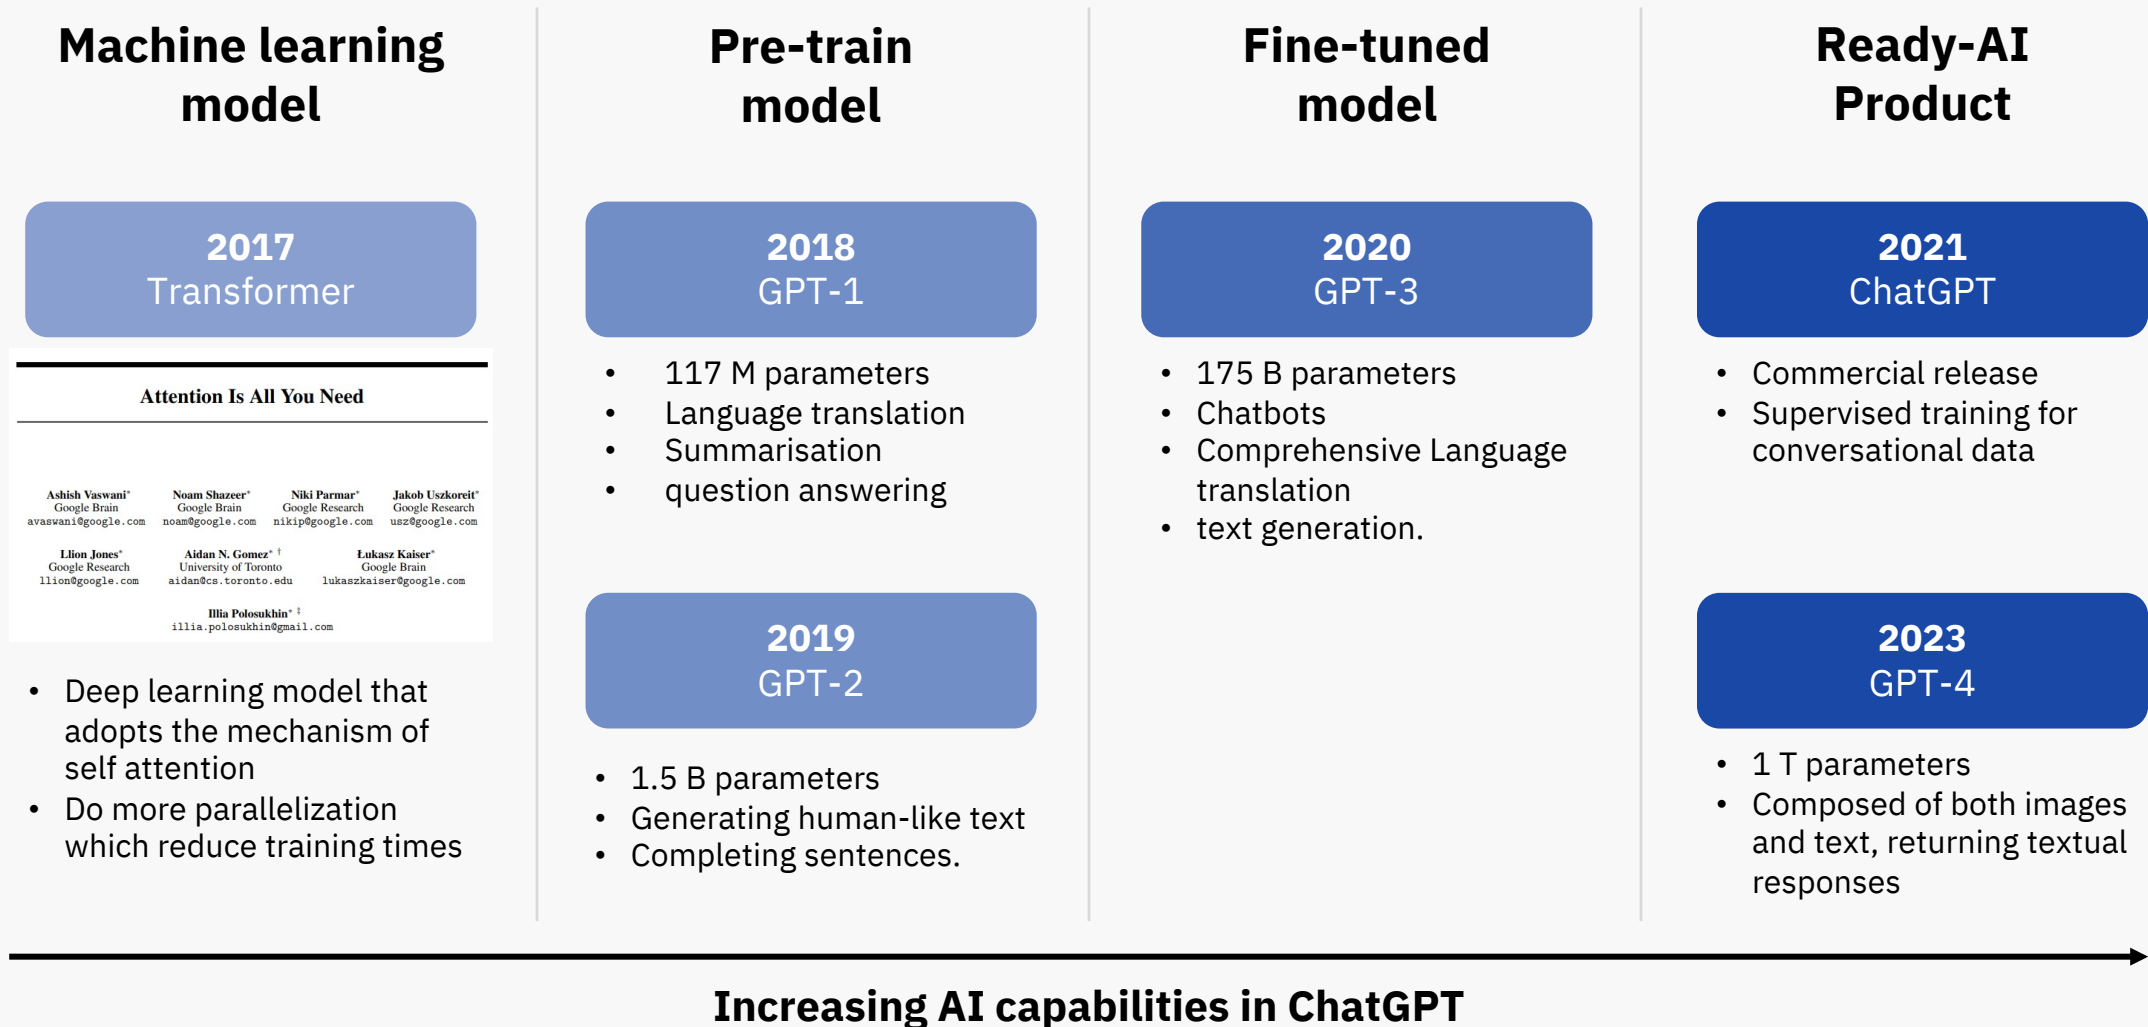 Machine learning
model
2017
Transformer
Attention Is All You Need
Ashish Vaswani*
Google Brain
avaswani@google.com
Noam Shazeer*
Google Brain
noam@google.com
Niki Parmar*
Google Research
nikip@google.com
Jakob Uszkoreit*
Google Research
usz@google.com
Llion Jones*
Google Research
llion@google.com
Aidan N. Gomez* †
University of Toronto
aidan@cs.toronto.edu
Łukasz Kaiser*
Google Brain
lukaszkaiser@google.com
Illia Polosukhin* ‡
illia.polosukhin@gmail.com
• Deep learning model that
adopts the mechanism of
self attention
• Do more parallelization
which reduce training times
Pre-train
model
2018
GPT-1
• 117 M parameters
• Language translation
• Summarisation
• question answering
2019
GPT-2
• 1.5 B parameters
• Generating human-like text
• Completing sentences.
Fine-tuned
model
2020
GPT-3
• 175 B parameters
• Chatbots
• Comprehensive Language
translation
• text generation.
Ready-AI
Product
2021
ChatGPT
• Commercial release
• Supervised training for
conversational data
2023
GPT-4
• 1 T parameters
• Composed of both images
and text, returning textual
responses
Increasing AI capabilities in ChatGPT